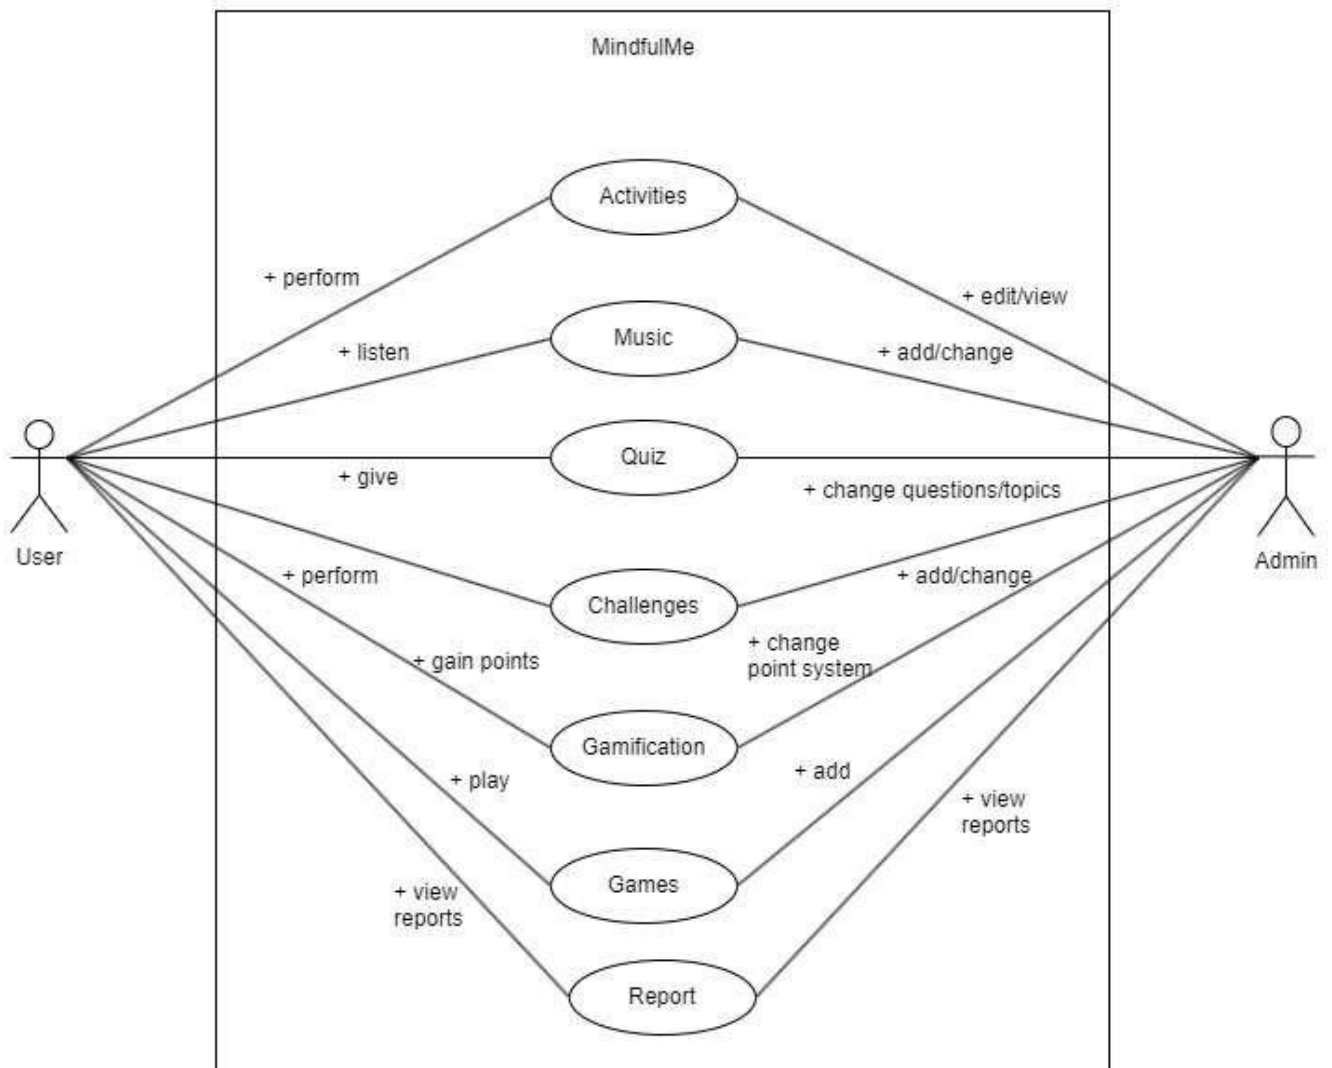 MindfulMe
Activities
+ perform
+ edit/view
Music
+ listen
+ add/change
Quiz
+ give
+ change questions/topics
User
Admin
+ perform
+ add/change
Challenges
+ gain points
+ change
point system
Gamification
+ play
+ add
+ view
reports
Games
+ view
reports
Report